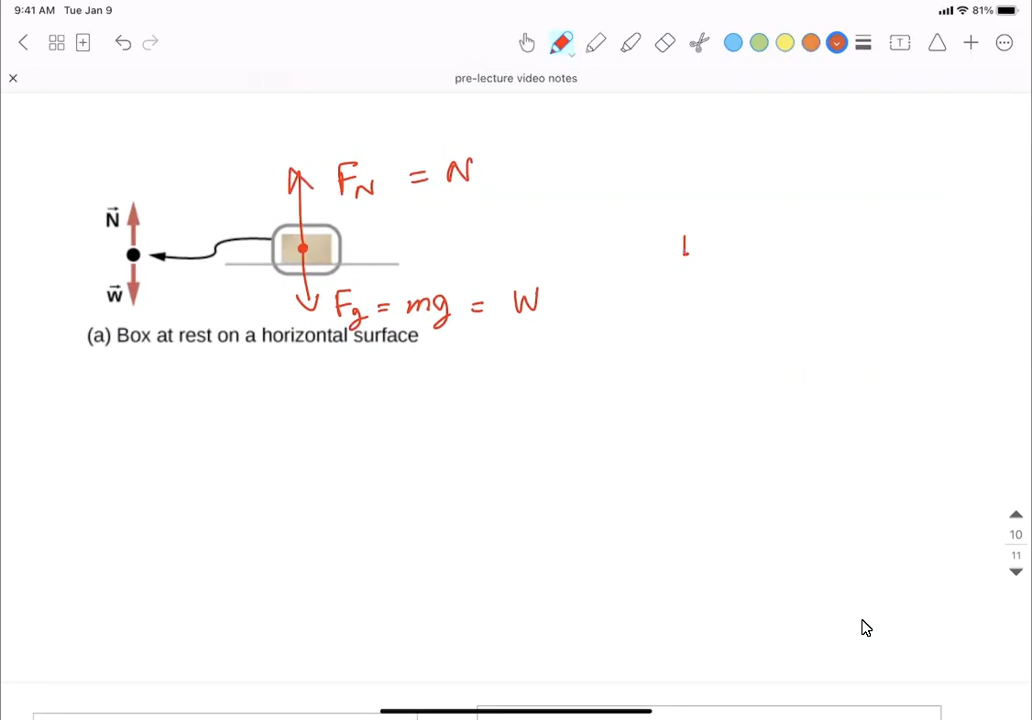 9:41 AM Tue Jan 9
81%
T
pre-lecture video notes
F_N = N
N⃗
W⃗
F_g = mg = W
(a) Box at rest on a horizontal surface
10
11